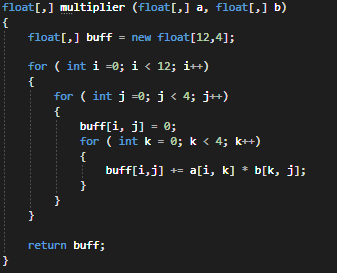 float[,] multiplier (float[,] a, float[,] b)
{
float[,] buff = new float[12,4];
for ( int i =0; i < 12; i++)
{
for ( int j =0; j < 4; j++)
{
buff[i, j] = 0;
for ( int k = 0; k < 4; k++)
{
buff[i,j] += a[i, k] * b[k, j];
}
}
}
return buff;
}